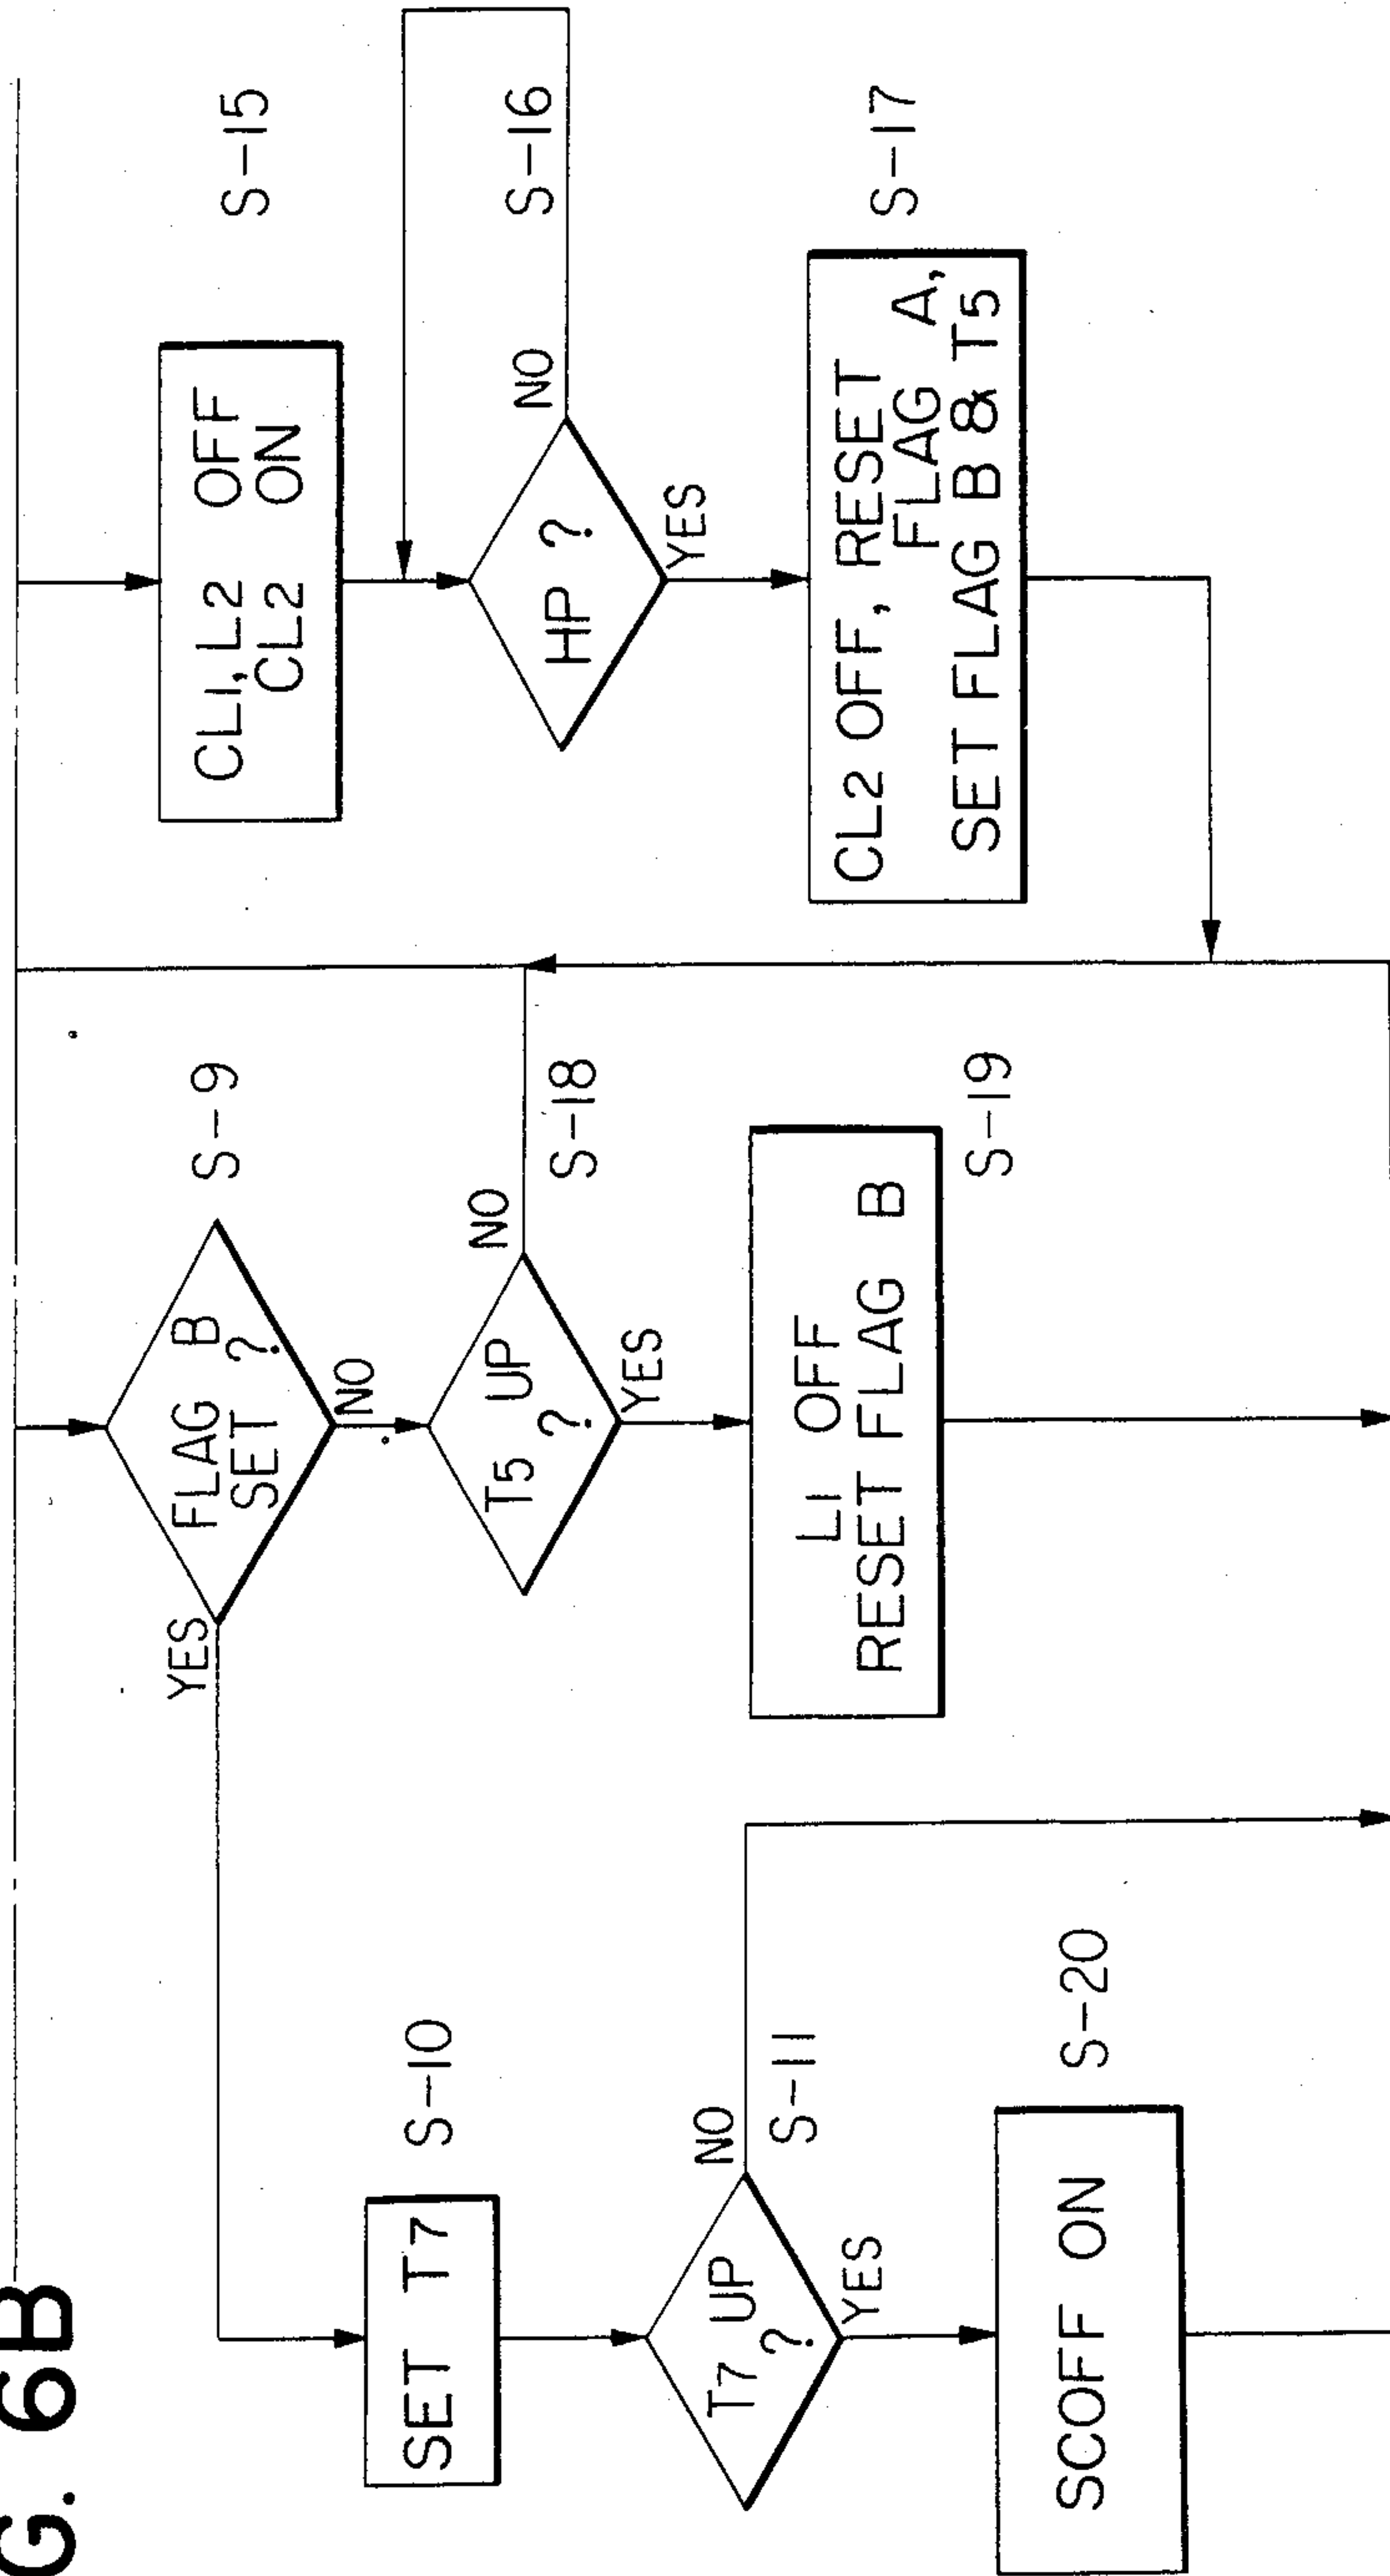 G. 6B
YES
FLAG B
SET ?
S-9
NO
SET T7
S-10
T7 UP
?
NO
S-11
YES
SCOFF ON
S-20
T5 UP
?
NO
S-18
YES
L1 OFF
RESET FLAG B
S-19
CL1, L2 OFF
CL2 ON
S-15
HP ?
NO
S-16
YES
CL2 OFF, RESET
FLAG A,
SET FLAG B & T5
S-17